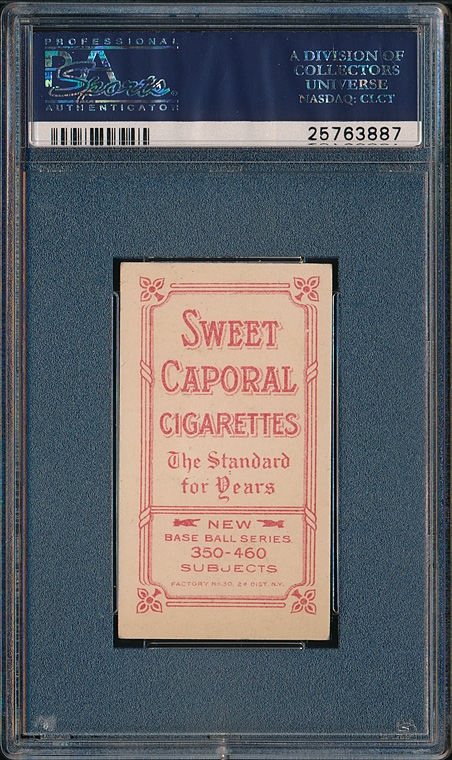 PROFESSIONAL
PSA
Sports
AUTHENTICATOR
A DIVISION OF
COLLECTORS
UNIVERSE
NASDAQ: CLCT
25763887
SWEET
CAPORAL
CIGARETTES
The Standard
for Years
NEW
BASE BALL SERIES
350-460
SUBJECTS
FACTORY No 30, 2d DIST. N.Y.